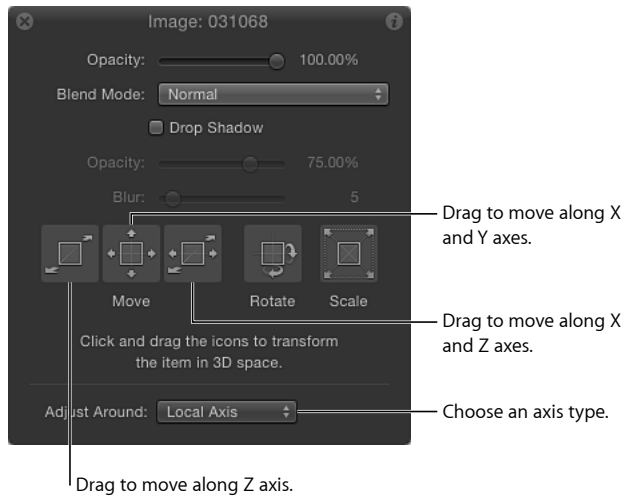 Image: 031068
Opacity: 100.00%
Blend Mode: Normal
Drop Shadow
Opacity: 75.00%
Blur: 5
Drag to move along X
and Y axes.
Move Rotate Scale
Drag to move along X
and Z axes.
Click and drag the icons to transform
the item in 3D space.
Adjust Around: Local Axis
Choose an axis type.
Drag to move along Z axis.